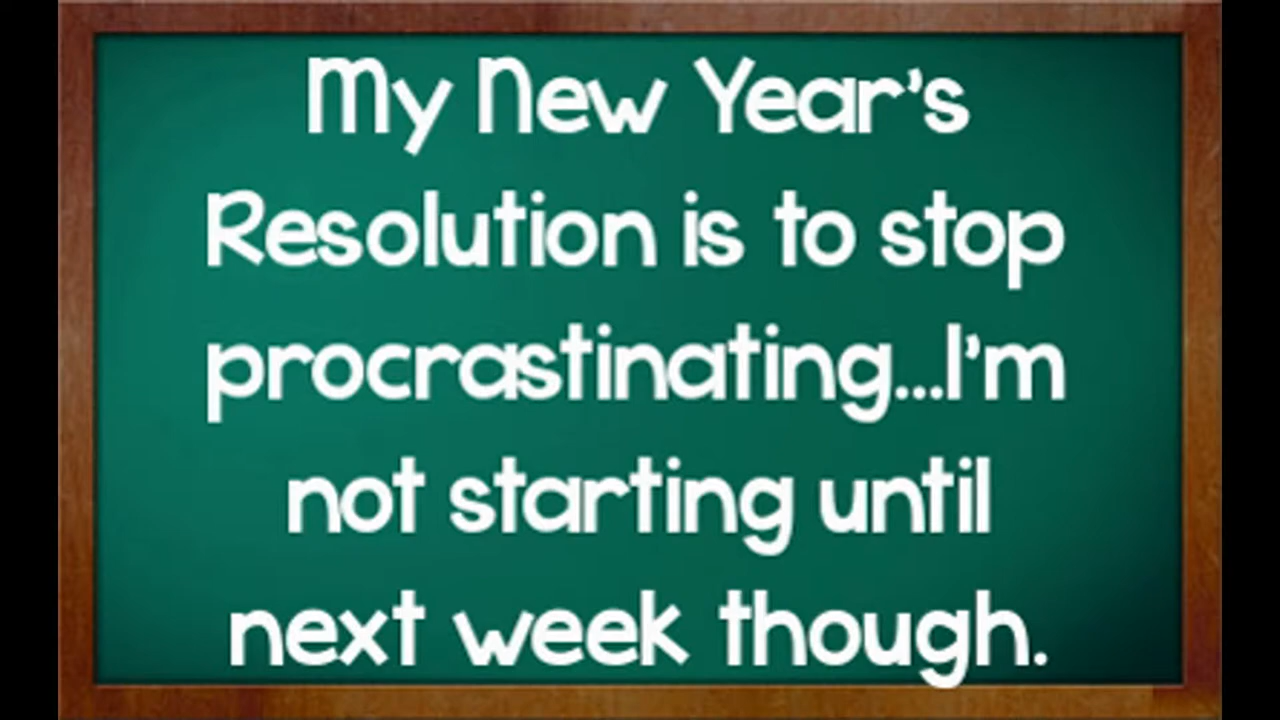 My New Year's
Resolution is to stop
procrastinating...I'm
not starting until
next week though.